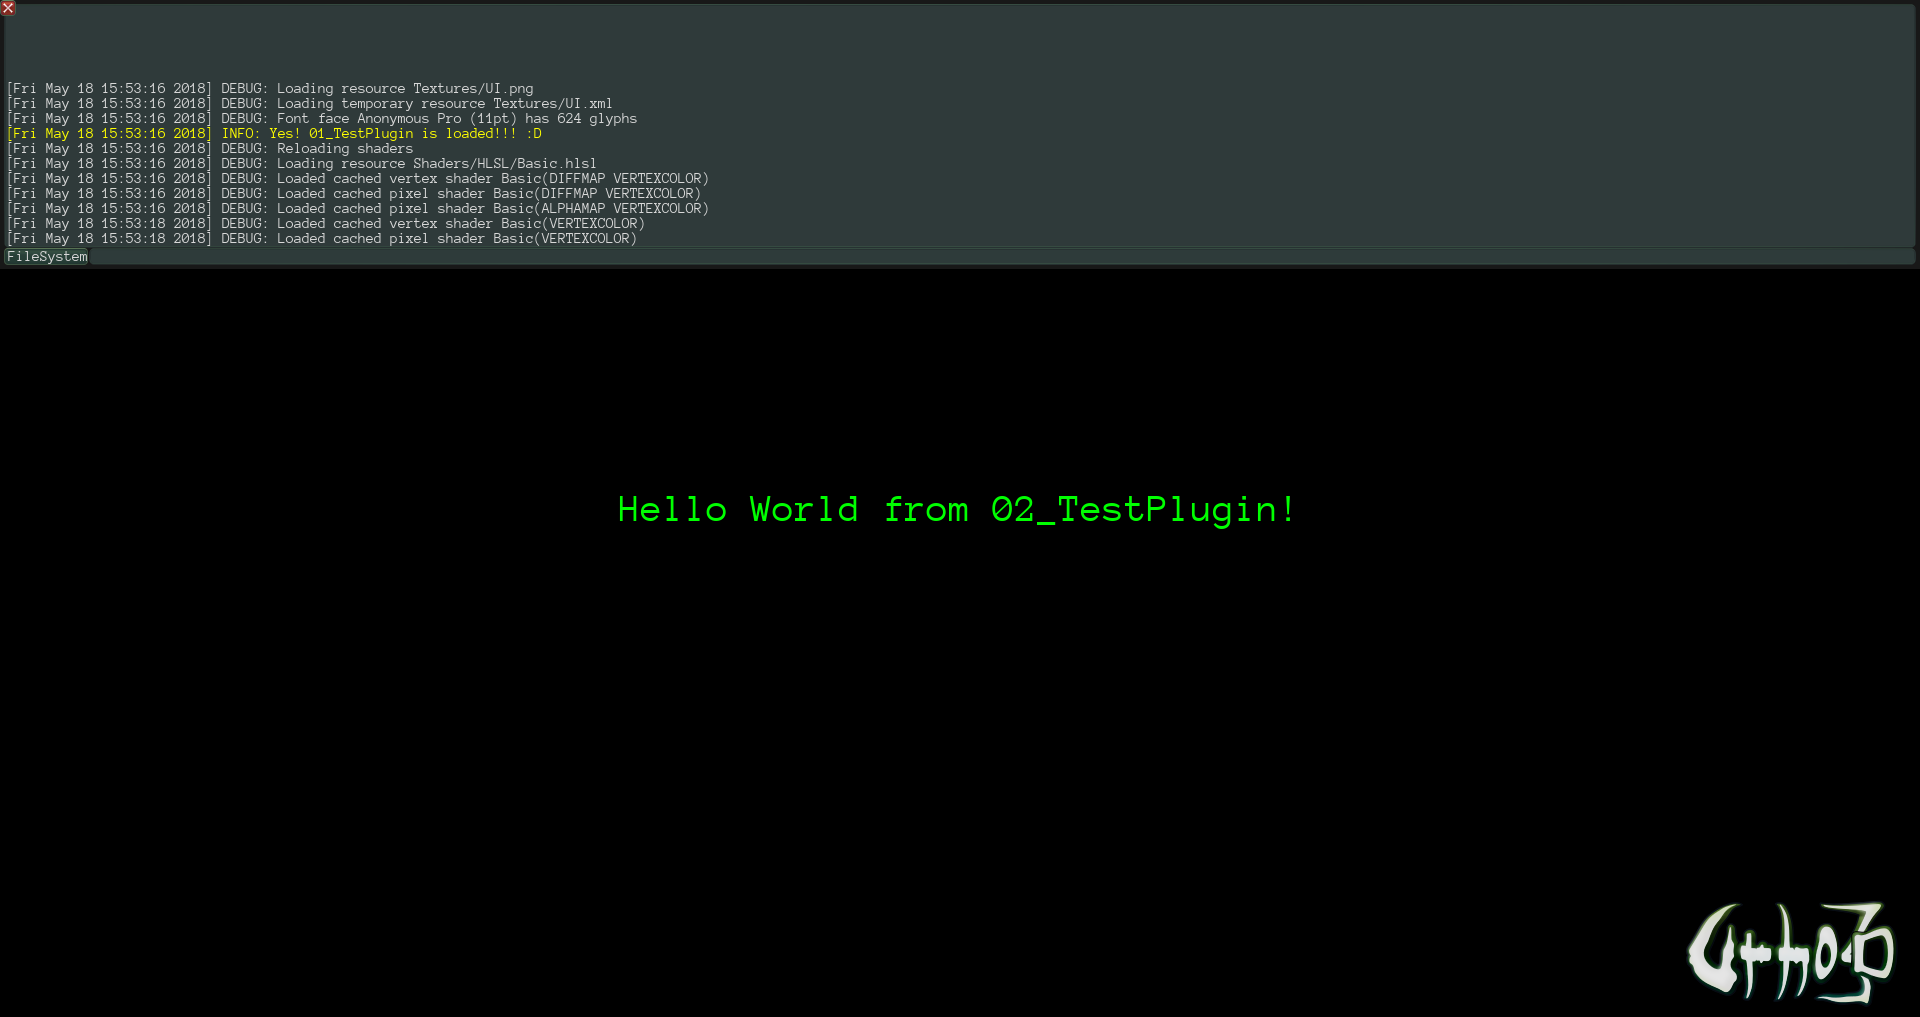 [Fri May 18 15:53:16 2018] DEBUG: Loading resource Textures/UI.png
[Fri May 18 15:53:16 2018] DEBUG: Loading temporary resource Textures/UI.xml
[Fri May 18 15:53:16 2018] DEBUG: Font face Anonymous Pro (11pt) has 624 glyphs
[Fri May 18 15:53:16 2018] INFO: Yes! 01_TestPlugin is loaded!!! :D
[Fri May 18 15:53:16 2018] DEBUG: Reloading shaders
[Fri May 18 15:53:16 2018] DEBUG: Loading resource Shaders/HLSL/Basic.hlsl
[Fri May 18 15:53:16 2018] DEBUG: Loaded cached vertex shader Basic(DIFFMAP VERTEXCOLOR)
[Fri May 18 15:53:16 2018] DEBUG: Loaded cached pixel shader Basic(DIFFMAP VERTEXCOLOR)
[Fri May 18 15:53:16 2018] DEBUG: Loaded cached pixel shader Basic(ALPHAMAP VERTEXCOLOR)
[Fri May 18 15:53:18 2018] DEBUG: Loaded cached vertex shader Basic(VERTEXCOLOR)
[Fri May 18 15:53:18 2018] DEBUG: Loaded cached pixel shader Basic(VERTEXCOLOR)
FileSystem
Hello World from 02_TestPlugin!